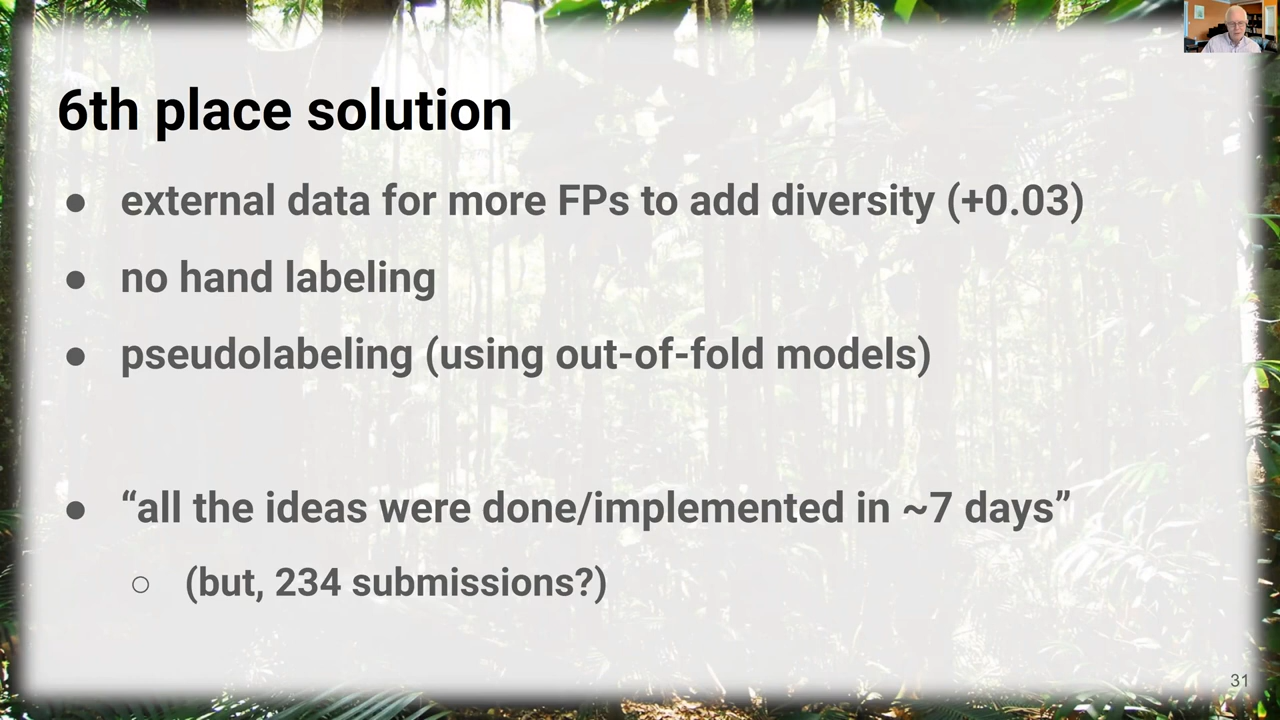 6th place solution
● external data for more FPs to add diversity (+0.03)
● no hand labeling
● pseudolabeling (using out-of-fold models)
● “all the ideas were done/implemented in ~7 days”
○ (but, 234 submissions?)
31